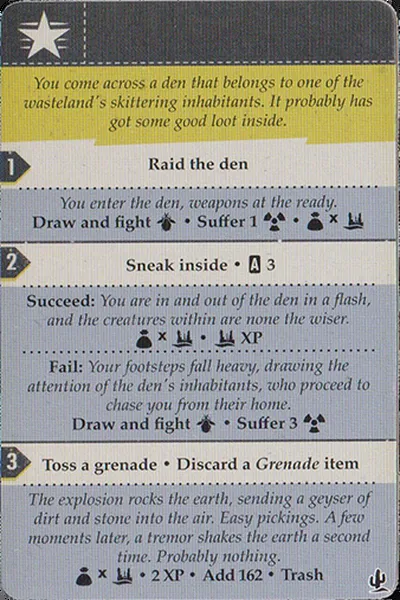 You come across a den that belongs to one of the
wasteland's skittering inhabitants. It probably has
got some good loot inside.
1
Raid the den
You enter the den, weapons at the ready.
Draw and fight • Suffer 1 • x
2
Sneak inside • A 3
Succeed: You are in and out of the den in a flash,
and the creatures within are none the wiser.
x • XP
Fail: Your footsteps fall heavy, drawing the
attention of the den's inhabitants, who proceed to
chase you from their home.
Draw and fight • Suffer 3
3
Toss a grenade • Discard a Grenade item
The explosion rocks the earth, sending a geyser of
dirt and stone into the air. Easy pickings. A few
moments later, a tremor shakes the earth a second
time. Probably nothing.
x • 2 XP • Add 162 • Trash